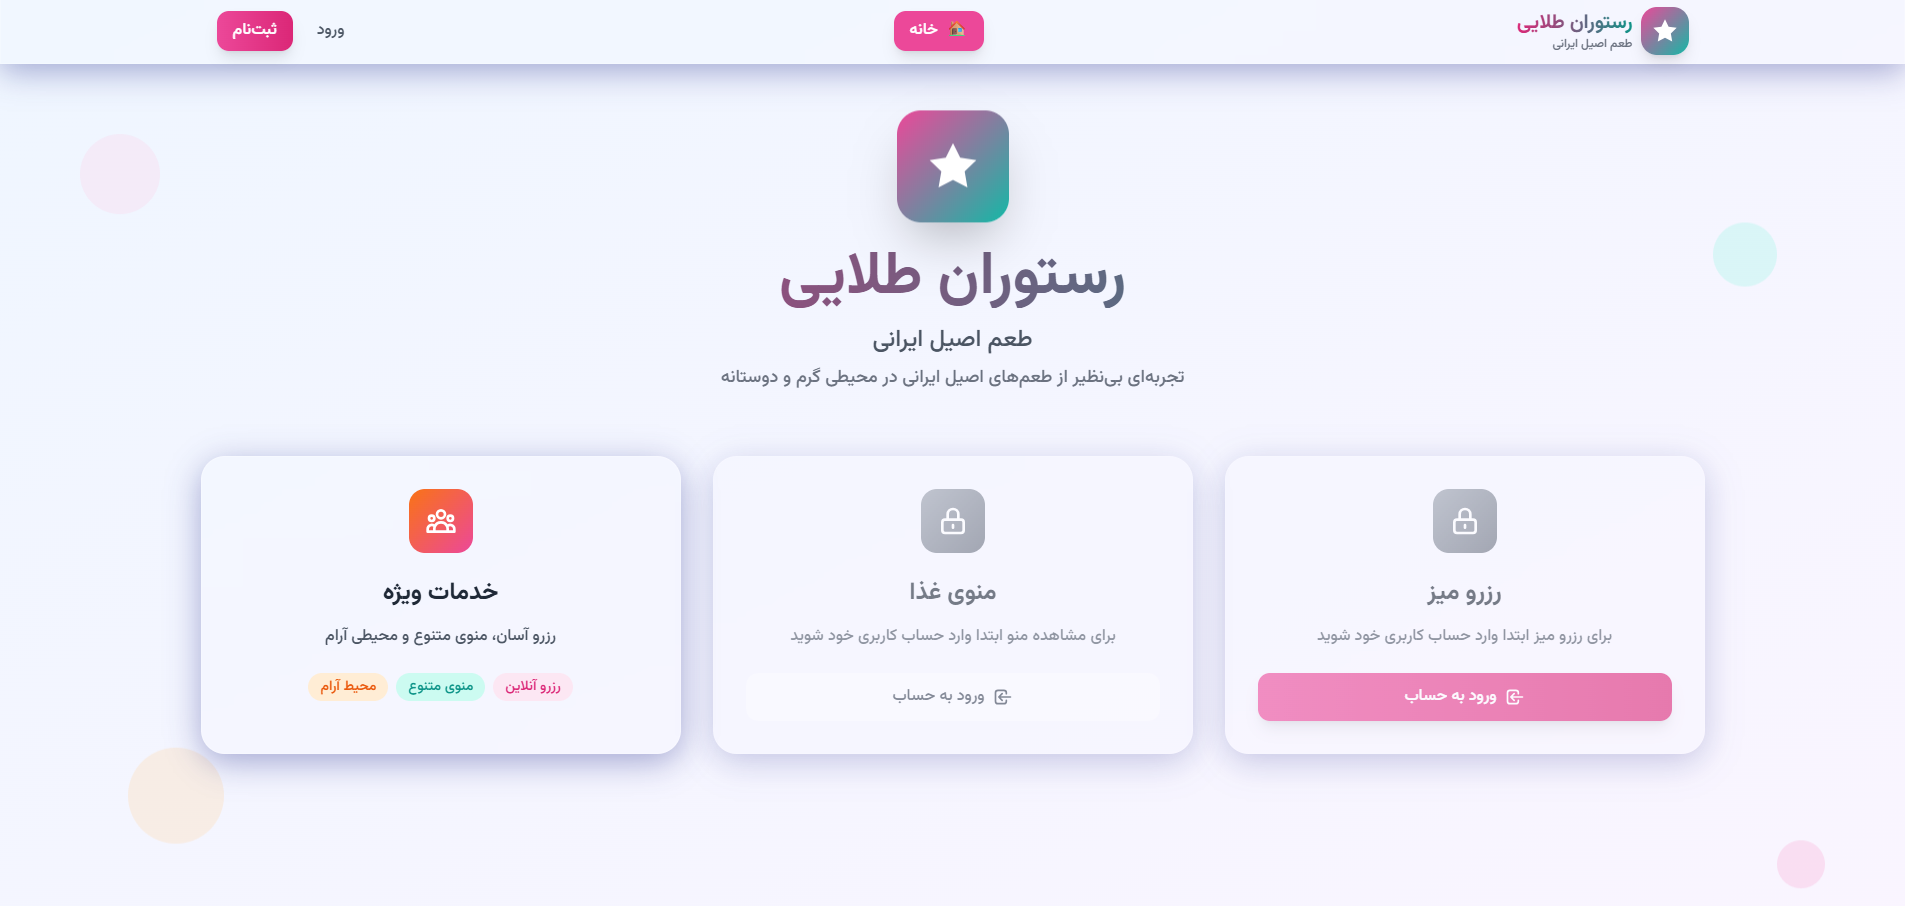 رستوران طلایی
طعم اصیل ایرانی
خانه
ورود
ثبت‌نام
رستوران طلایی
طعم اصیل ایرانی
تجربه‌ای بی‌نظیر از طعم‌های اصیل ایرانی در محیطی گرم و دوستانه
رزرو میز
برای رزرو میز ابتدا وارد حساب کاربری خود شوید
ورود به حساب
منوی غذا
برای مشاهده منو ابتدا وارد حساب کاربری خود شوید
ورود به حساب
خدمات ویژه
رزرو آسان، منوی متنوع و محیطی آرام
رزرو آنلاین
منوی متنوع
محیط آرام